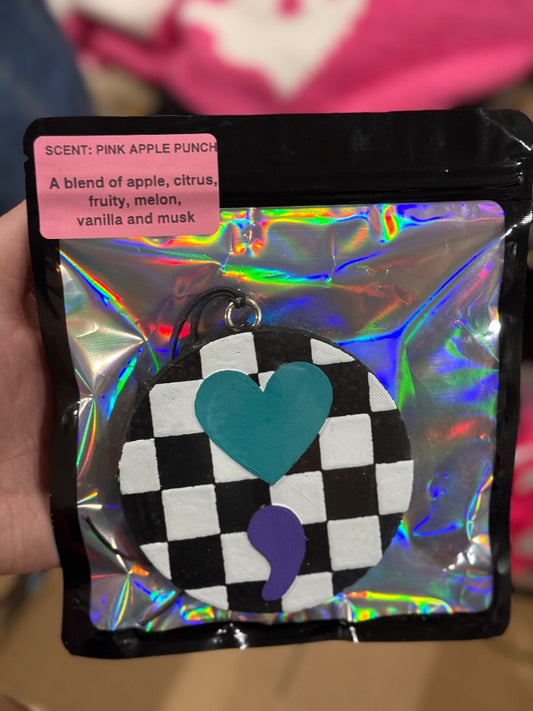 SCENT: PINK APPLE PUNCH
A blend of apple, citrus,
fruity, melon,
vanilla and musk